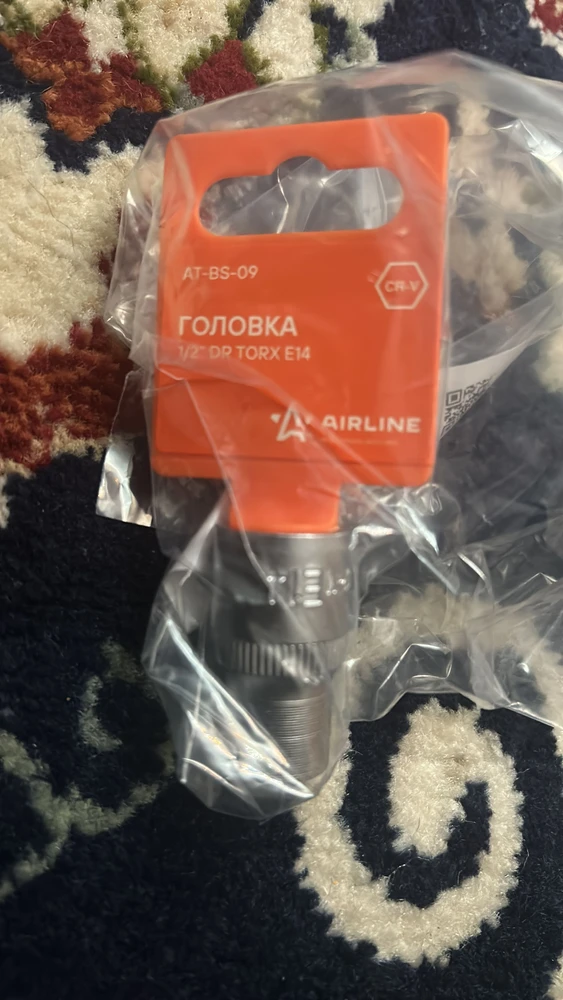 AT-BS-09
CR-V
ГОЛОВКА
1/2" DR TORX E14
AIRLINE